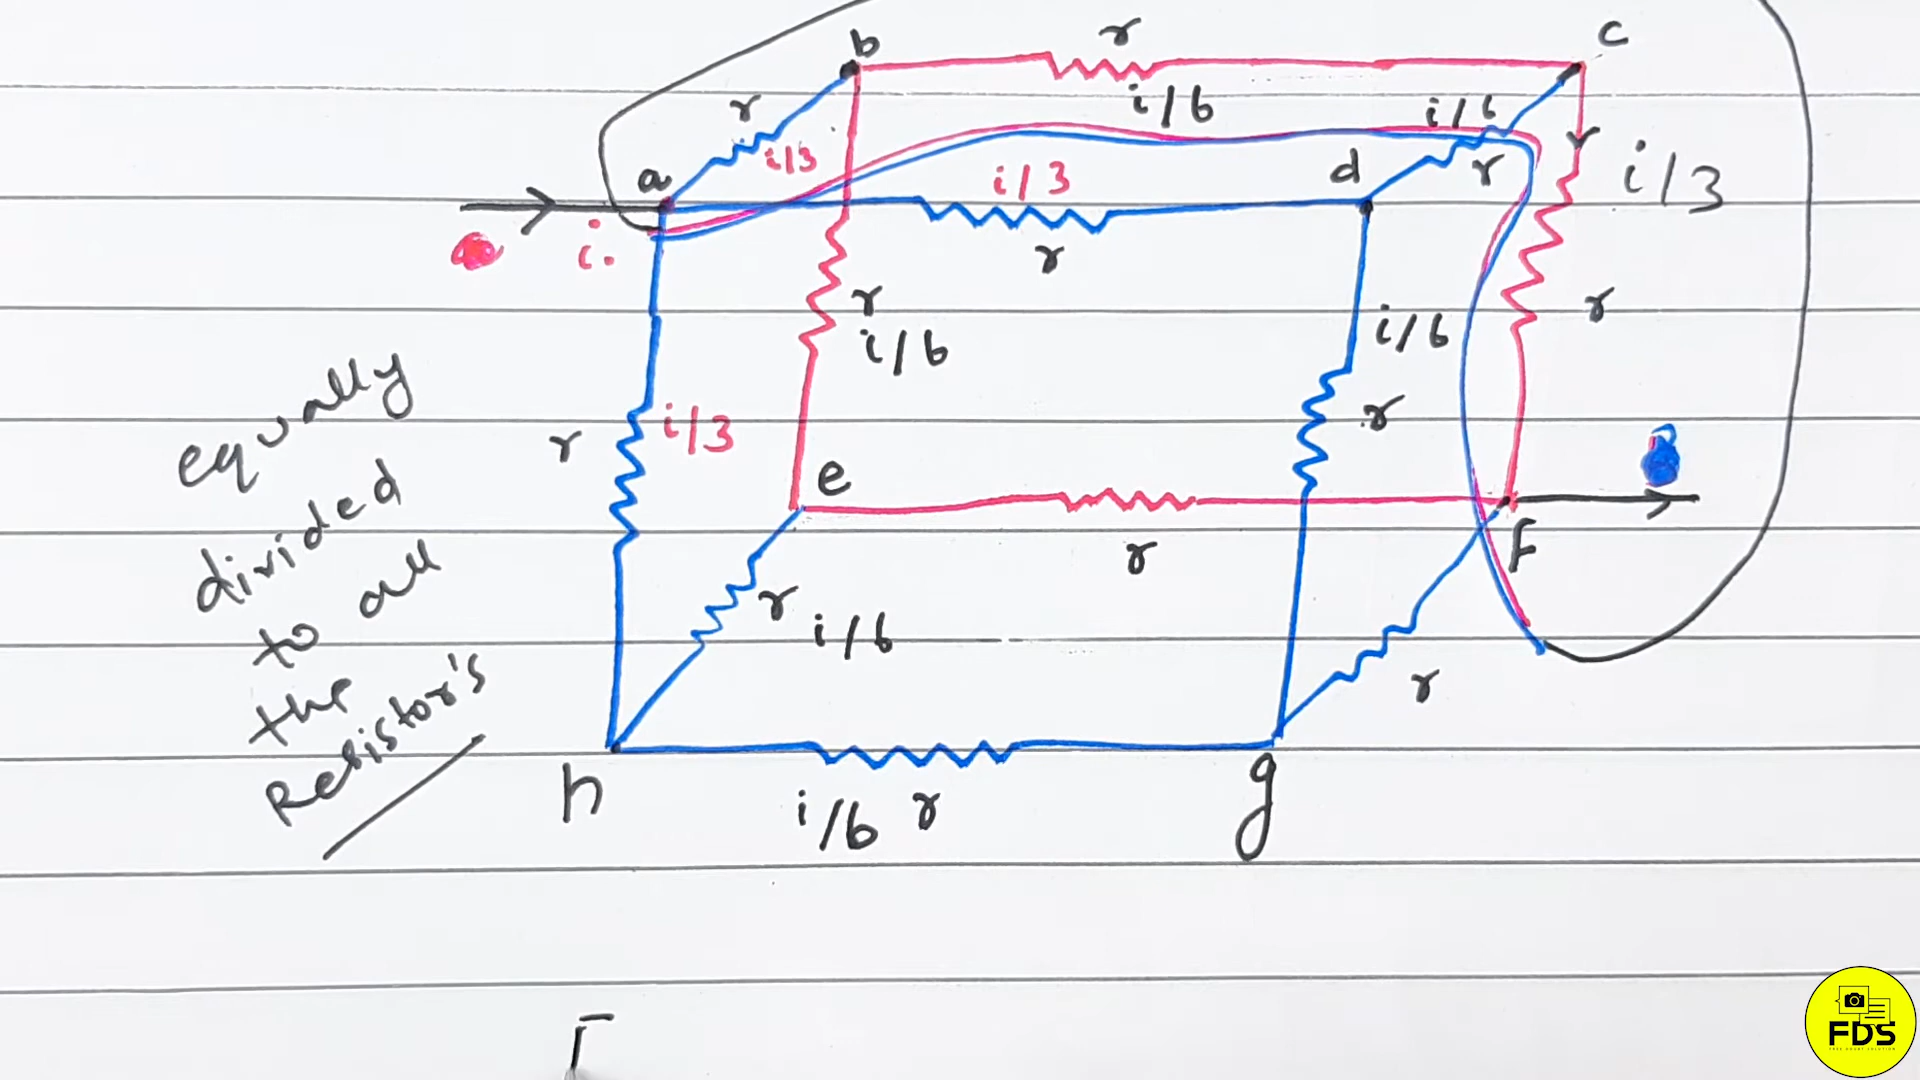 r
b
c
r
i/6
i/6
i/3
a
i/3
d
r
i/3
i.
r
r
r
i/6
i/6
r
equally
divided
to all
the
Resistor's
r
i/3
e
r
F
r
i/6
r
h
i/6 r
g
FDS